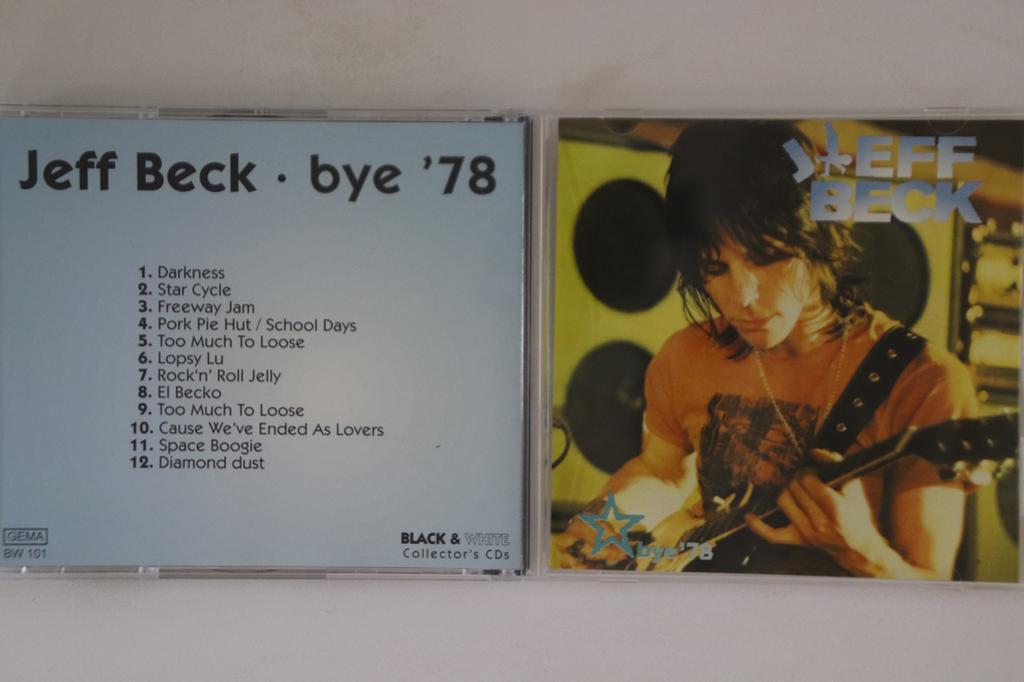 Jeff Beck · bye '78
1. Darkness
2. Star Cycle
3. Freeway Jam
4. Pork Pie Hut / School Days
5. Too Much To Loose
6. Lopsy Lu
7. Rock'n' Roll Jelly
8. El Becko
9. Too Much To Loose
10. Cause We've Ended As Lovers
11. Space Boogie
12. Diamond dust
GEMA
BW 101
BLACK & WHITE
Collector's CDs
JEFF
BECK
bye '78